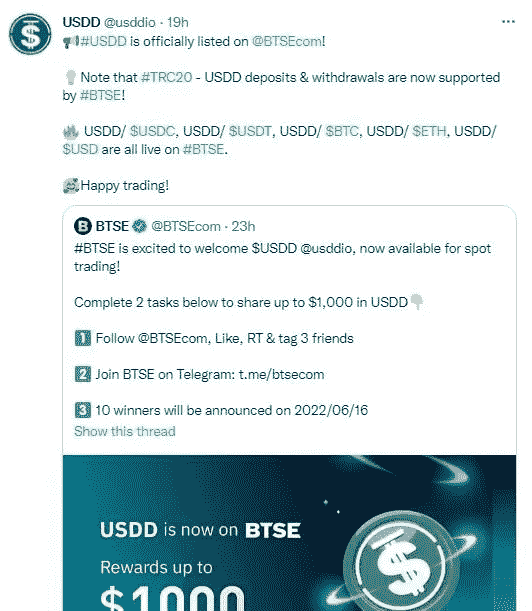 USDD @usddio · 19h
#USDD is officially listed on @BTSEcom!
Note that #TRC20 - USDD deposits & withdrawals are now supported
by #BTSE!
USDD/ $USDC, USDD/ $USDT, USDD/ $BTC, USDD/ $ETH, USDD/
$USD are all live on #BTSE.
Happy trading!
BTSE @BTSEcom · 23h
#BTSE is excited to welcome $USDD @usddio, now available for spot
trading!
Complete 2 tasks below to share up to $1,000 in USDD
1 Follow @BTSEcom, Like, RT & tag 3 friends
2 Join BTSE on Telegram: t.me/btsecom
3 10 winners will be announced on 2022/06/16
Show this thread
USDD is now on BTSE
Rewards up to
$1000